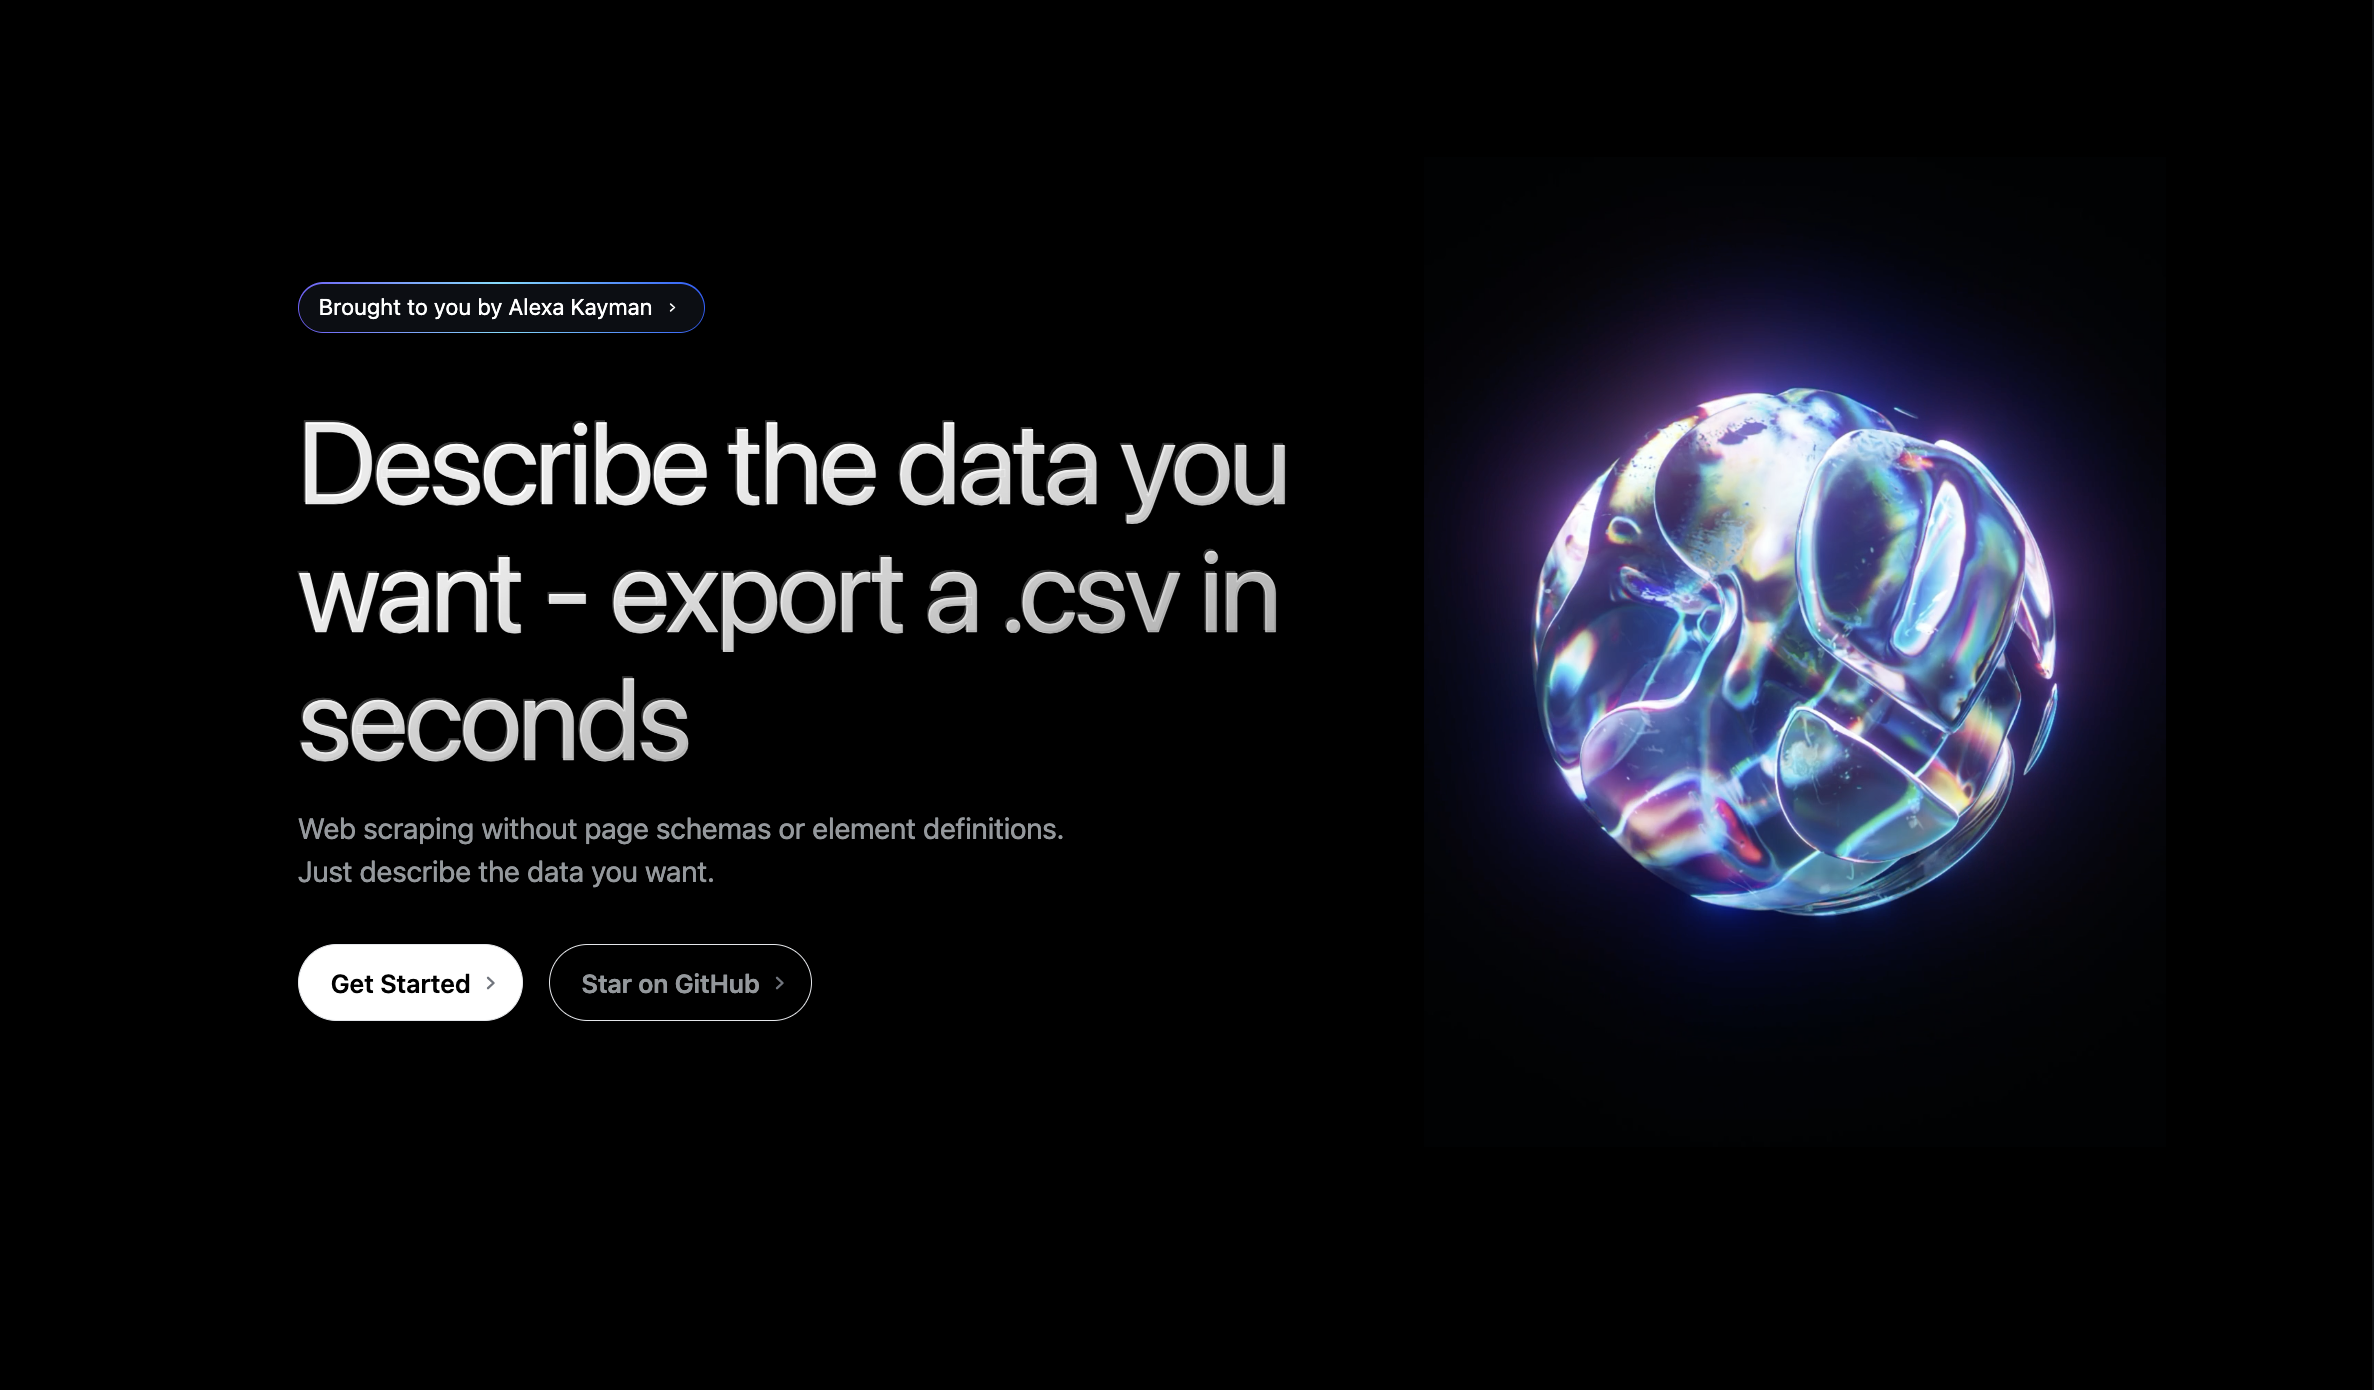 Brought to you by Alexa Kayman
Describe the data you
want - export a .csv in
seconds
Web scraping without page schemas or element definitions.
Just describe the data you want.
Get Started
Star on GitHub